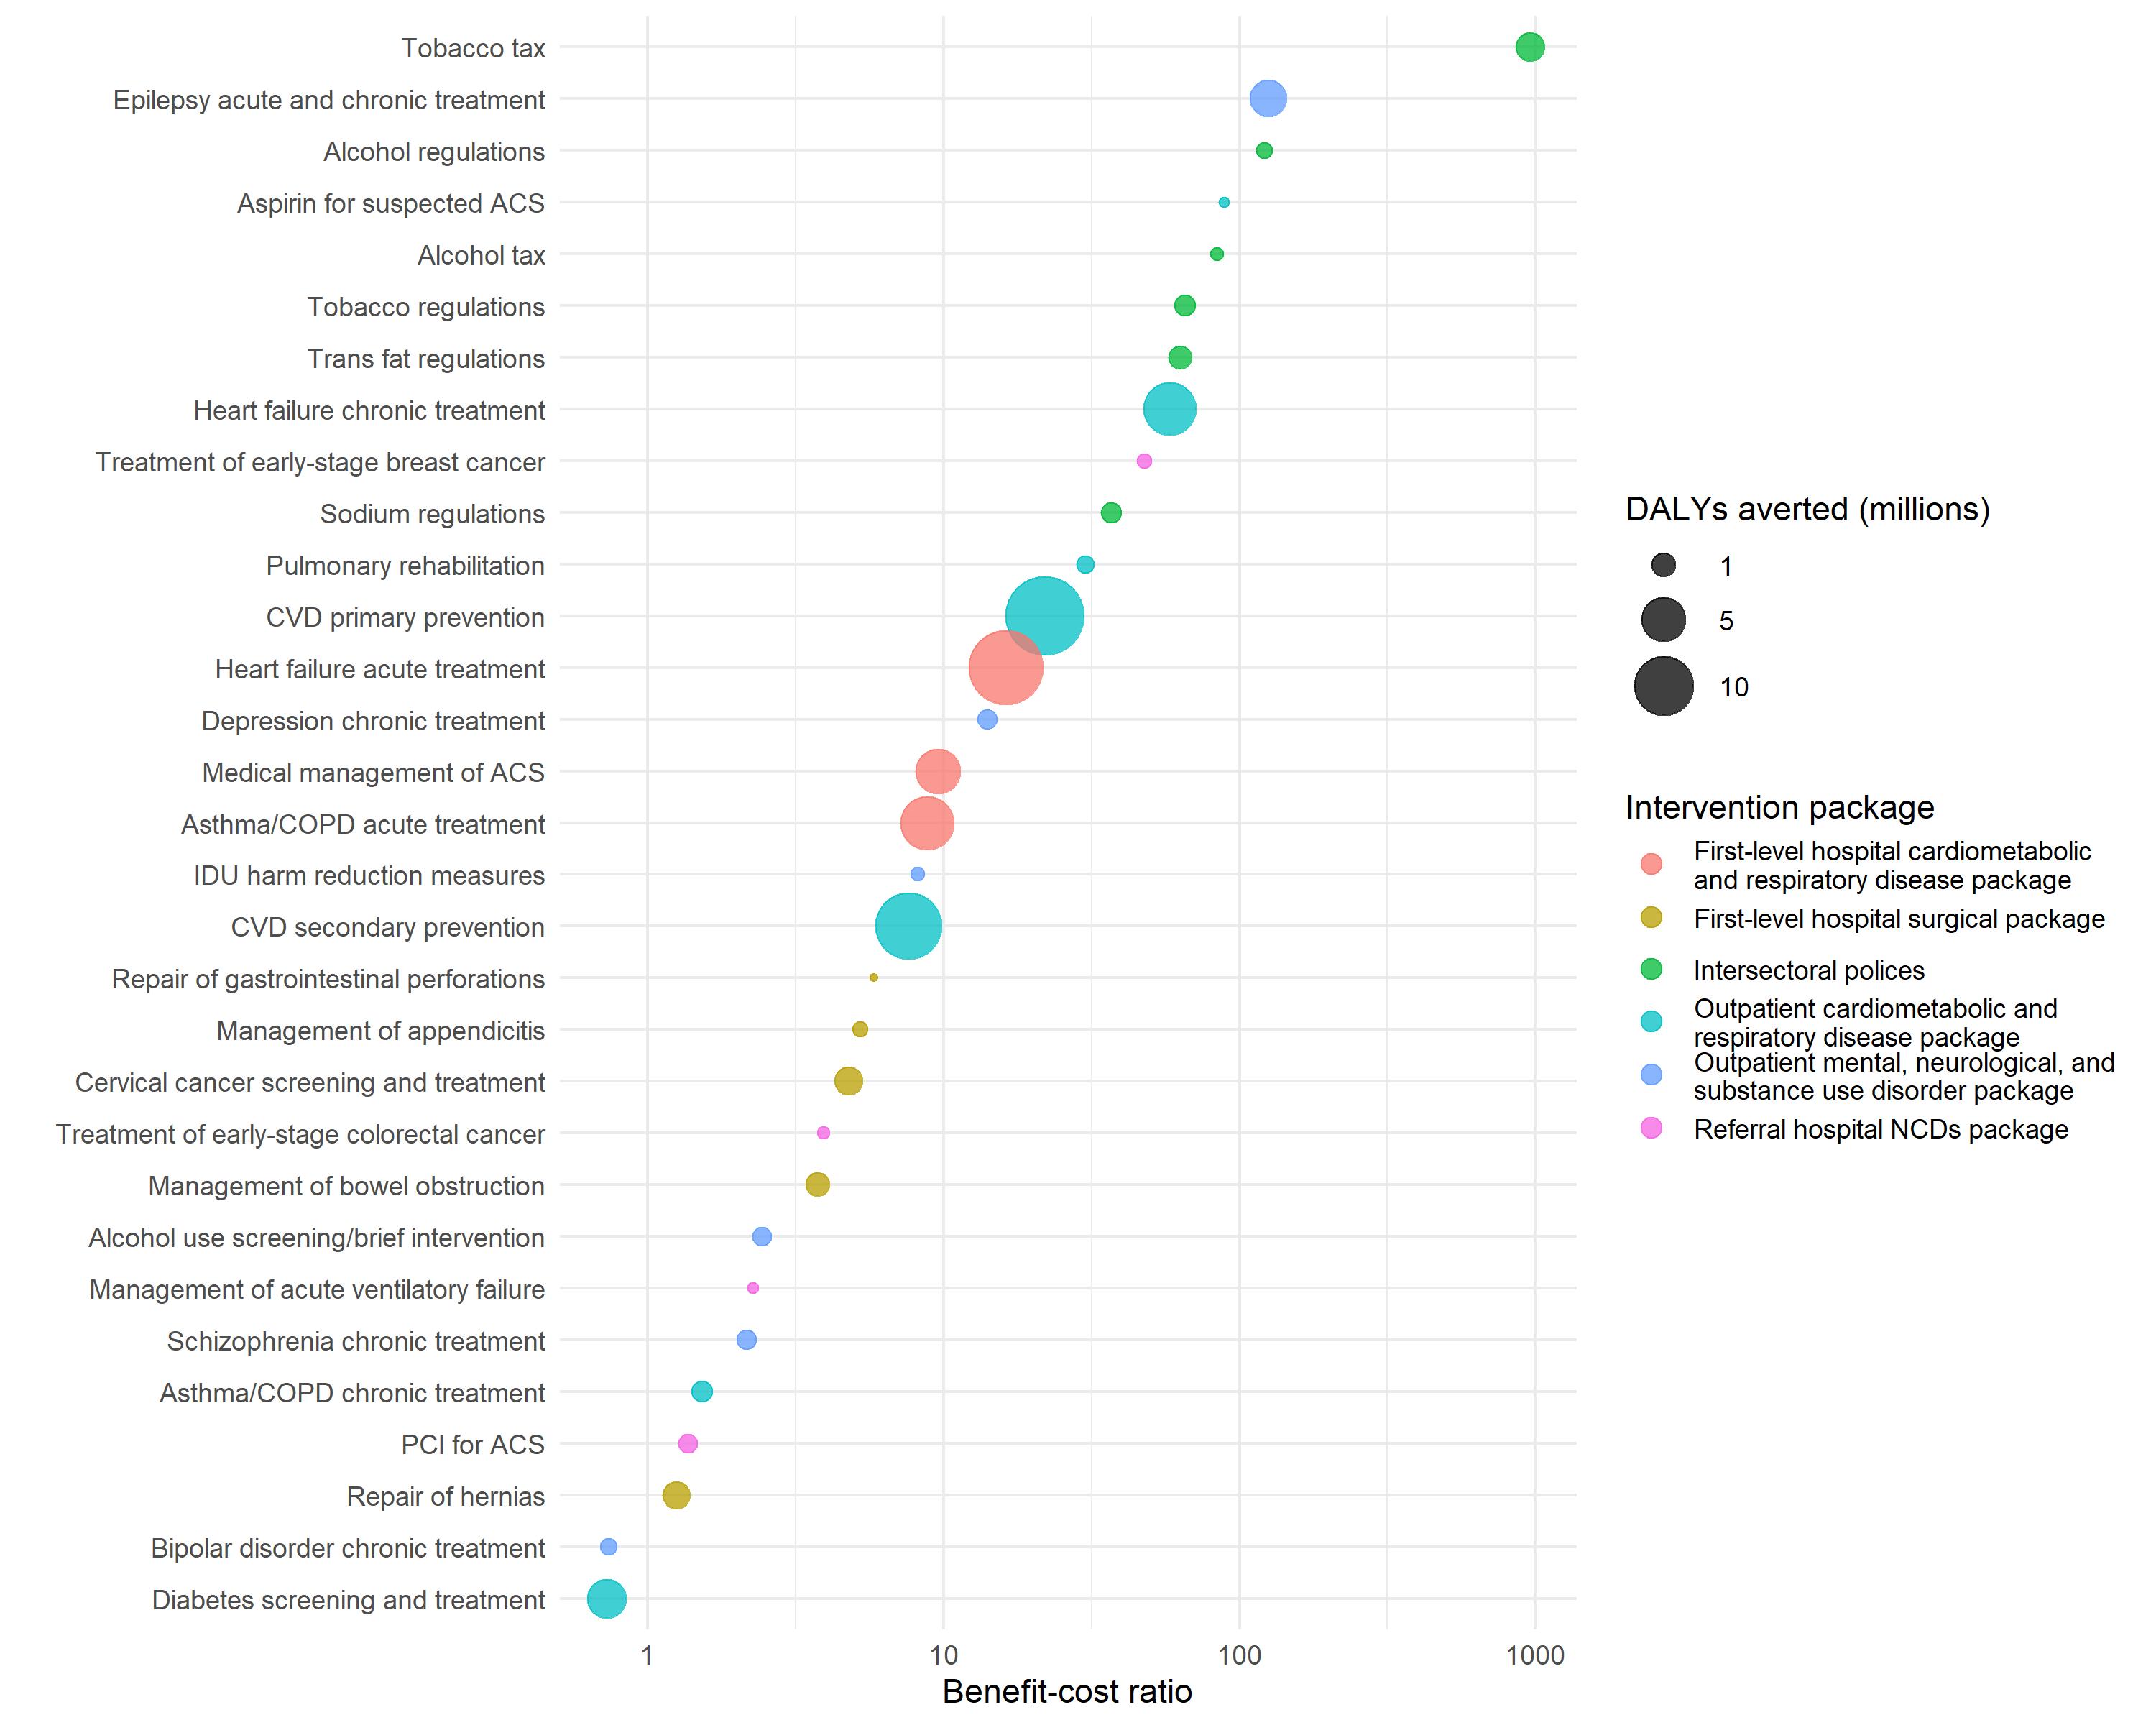 Tobacco tax
Epilepsy acute and chronic treatment
Alcohol regulations
Aspirin for suspected ACS
Alcohol tax
Tobacco regulations
Trans fat regulations
Heart failure chronic treatment
Treatment of early-stage breast cancer
Sodium regulations
Pulmonary rehabilitation
CVD primary prevention
Heart failure acute treatment
Depression chronic treatment
Medical management of ACS
Asthma/COPD acute treatment
IDU harm reduction measures
CVD secondary prevention
Repair of gastrointestinal perforations
Management of appendicitis
Cervical cancer screening and treatment
Treatment of early-stage colorectal cancer
Management of bowel obstruction
Alcohol use screening/brief intervention
Management of acute ventilatory failure
Schizophrenia chronic treatment
Asthma/COPD chronic treatment
PCI for ACS
Repair of hernias
Bipolar disorder chronic treatment
Diabetes screening and treatment
1 10 100 1000
Benefit-cost ratio
DALYs averted (millions)
1
5
10
Intervention package
First-level hospital cardiometabolic
and respiratory disease package
First-level hospital surgical package
Intersectoral polices
Outpatient cardiometabolic and
respiratory disease package
Outpatient mental, neurological, and
substance use disorder package
Referral hospital NCDs package